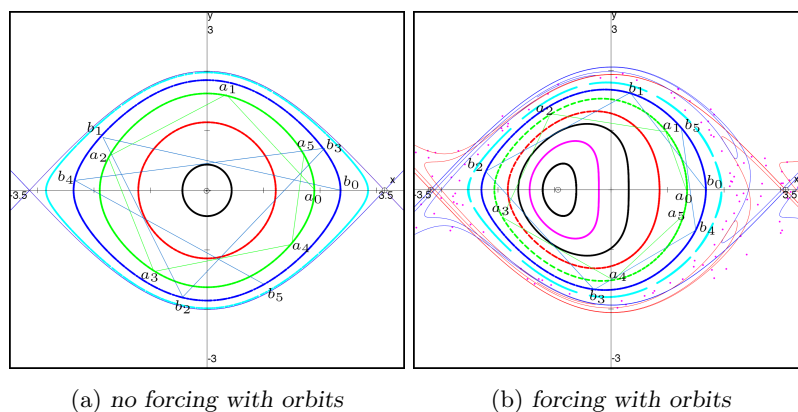 y
y
3
3
a₁
b₁
b₁
a₂
a₁
b₅
a₅
b₃
a₂
b₂
b₄
b₀
x
x
-3.5
a₀
3.5
-3.5
a₀
b₀
3.5
a₃
a₅
b₄
a₄
a₃
a₄
b₂
b₅
b₃
-3
-3
(a) no forcing with orbits
(b) forcing with orbits